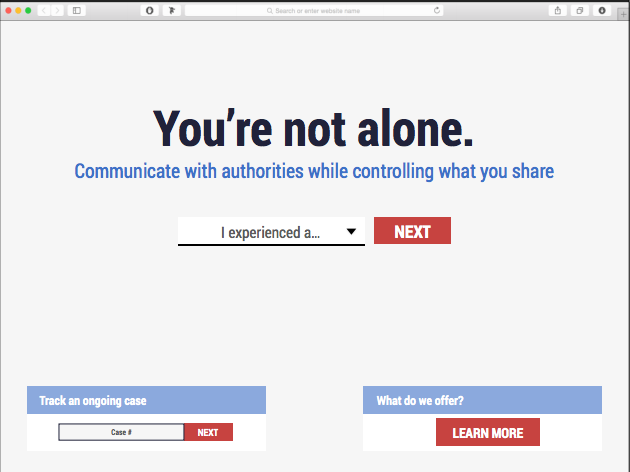 Search or enter website name
You're not alone.
Communicate with authorities while controlling what you share
I experienced a...
NEXT
Track an ongoing case
Case #
NEXT
What do we offer?
LEARN MORE